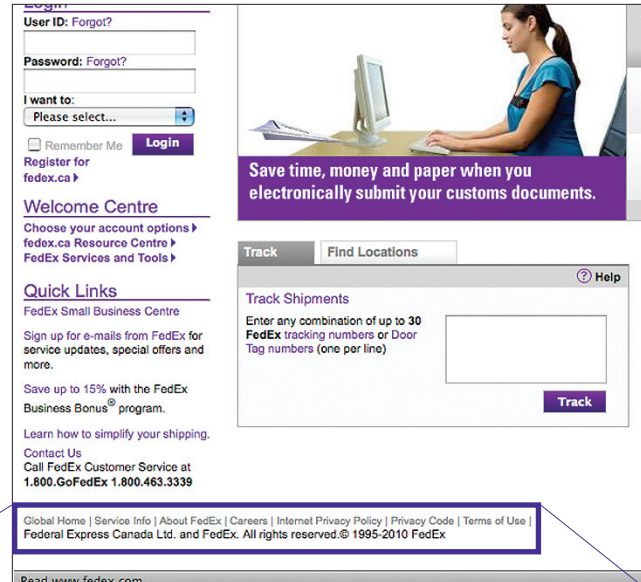 Login
User ID: Forgot?
Password: Forgot?
I want to:
Please select...
Remember Me
Login
Register for
fedex.ca
Welcome Centre
Choose your account options
fedex.ca Resource Centre
FedEx Services and Tools
Quick Links
FedEx Small Business Centre
Sign up for e-mails from FedEx for
service updates, special offers and
more.
Save up to 15% with the FedEx
Business Bonus® program.
Learn how to simplify your shipping.
Contact Us
Call FedEx Customer Service at
1.800.GoFedEx 1.800.463.3339
Save time, money and paper when you
electronically submit your customs documents.
Track
Find Locations
Help
Track Shipments
Enter any combination of up to 30
FedEx tracking numbers or Door
Tag numbers (one per line)
Track
Global Home | Service Info | About FedEx | Careers | Internet Privacy Policy | Privacy Code | Terms of Use |
Federal Express Canada Ltd. and FedEx. All rights reserved.© 1995-2010 FedEx
Read www.fedex.com